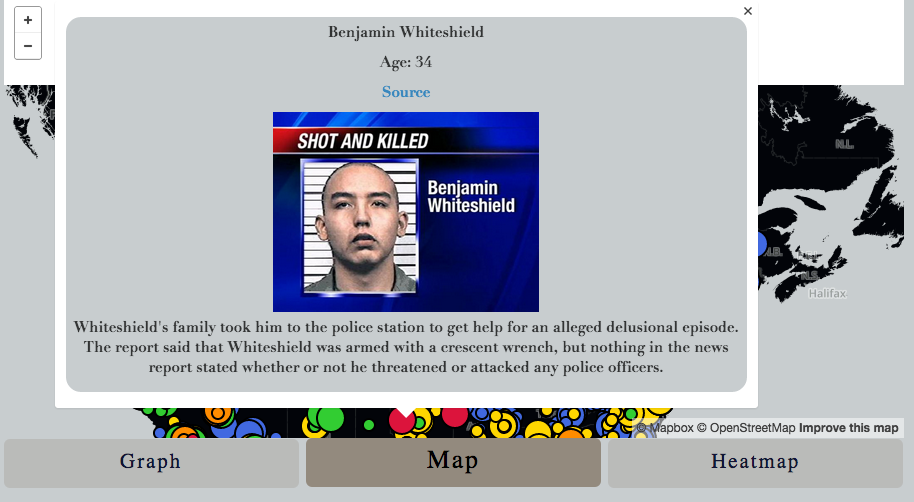 +
−
×
Benjamin Whiteshield
Age: 34
Source
SHOT AND KILLED
Benjamin
Whiteshield
Whiteshield's family took him to the police station to get help for an alleged delusional episode.
The report said that Whiteshield was armed with a crescent wrench, but nothing in the news
report stated whether or not he threatened or attacked any police officers.
N.L.
N.B.
N.S.
Halifax
© Mapbox © OpenStreetMap Improve this map
Graph
Map
Heatmap